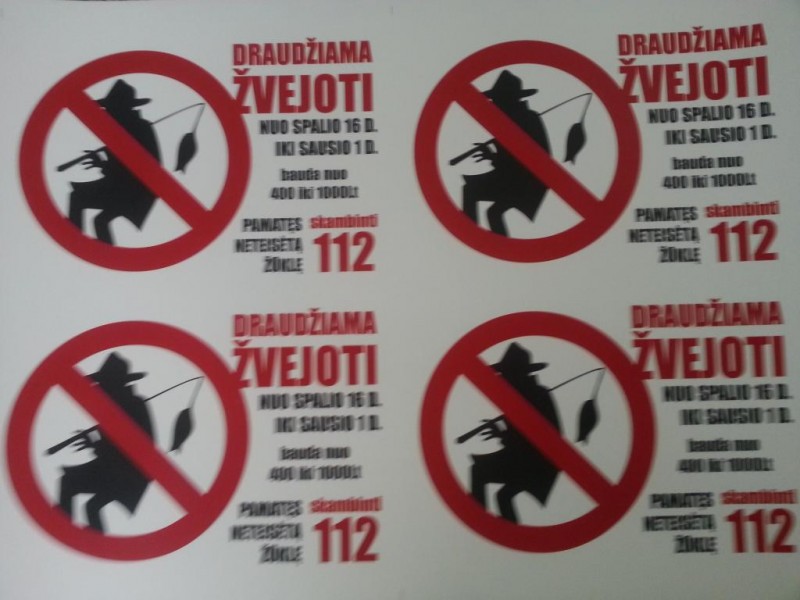 DRAUDŽIAMA
ŽVEJOTI
NUO SPALIO 16 D.
IKI SAUSIO 1 D.
bauda nuo
400 iki 1000Lt
PAMATĘS skambinti
NETEISĖTĄ 112
ŽŪKLĘ
DRAUDŽIAMA
ŽVEJOTI
NUO SPALIO 16 D.
IKI SAUSIO 1 D.
bauda nuo
400 iki 1000Lt
PAMATĘS skambinti
NETEISĖTĄ 112
ŽŪKLĘ
DRAUDŽIAMA
ŽVEJOTI
NUO SPALIO 16 D.
IKI SAUSIO 1 D.
bauda nuo
400 iki 1000Lt
PAMATĘS skambinti
NETEISĖTĄ 112
ŽŪKLĘ
DRAUDŽIAMA
ŽVEJOTI
NUO SPALIO 16 D.
IKI SAUSIO 1 D.
bauda nuo
400 iki 1000Lt
PAMATĘS skambinti
NETEISĖTĄ 112
ŽŪKLĘ